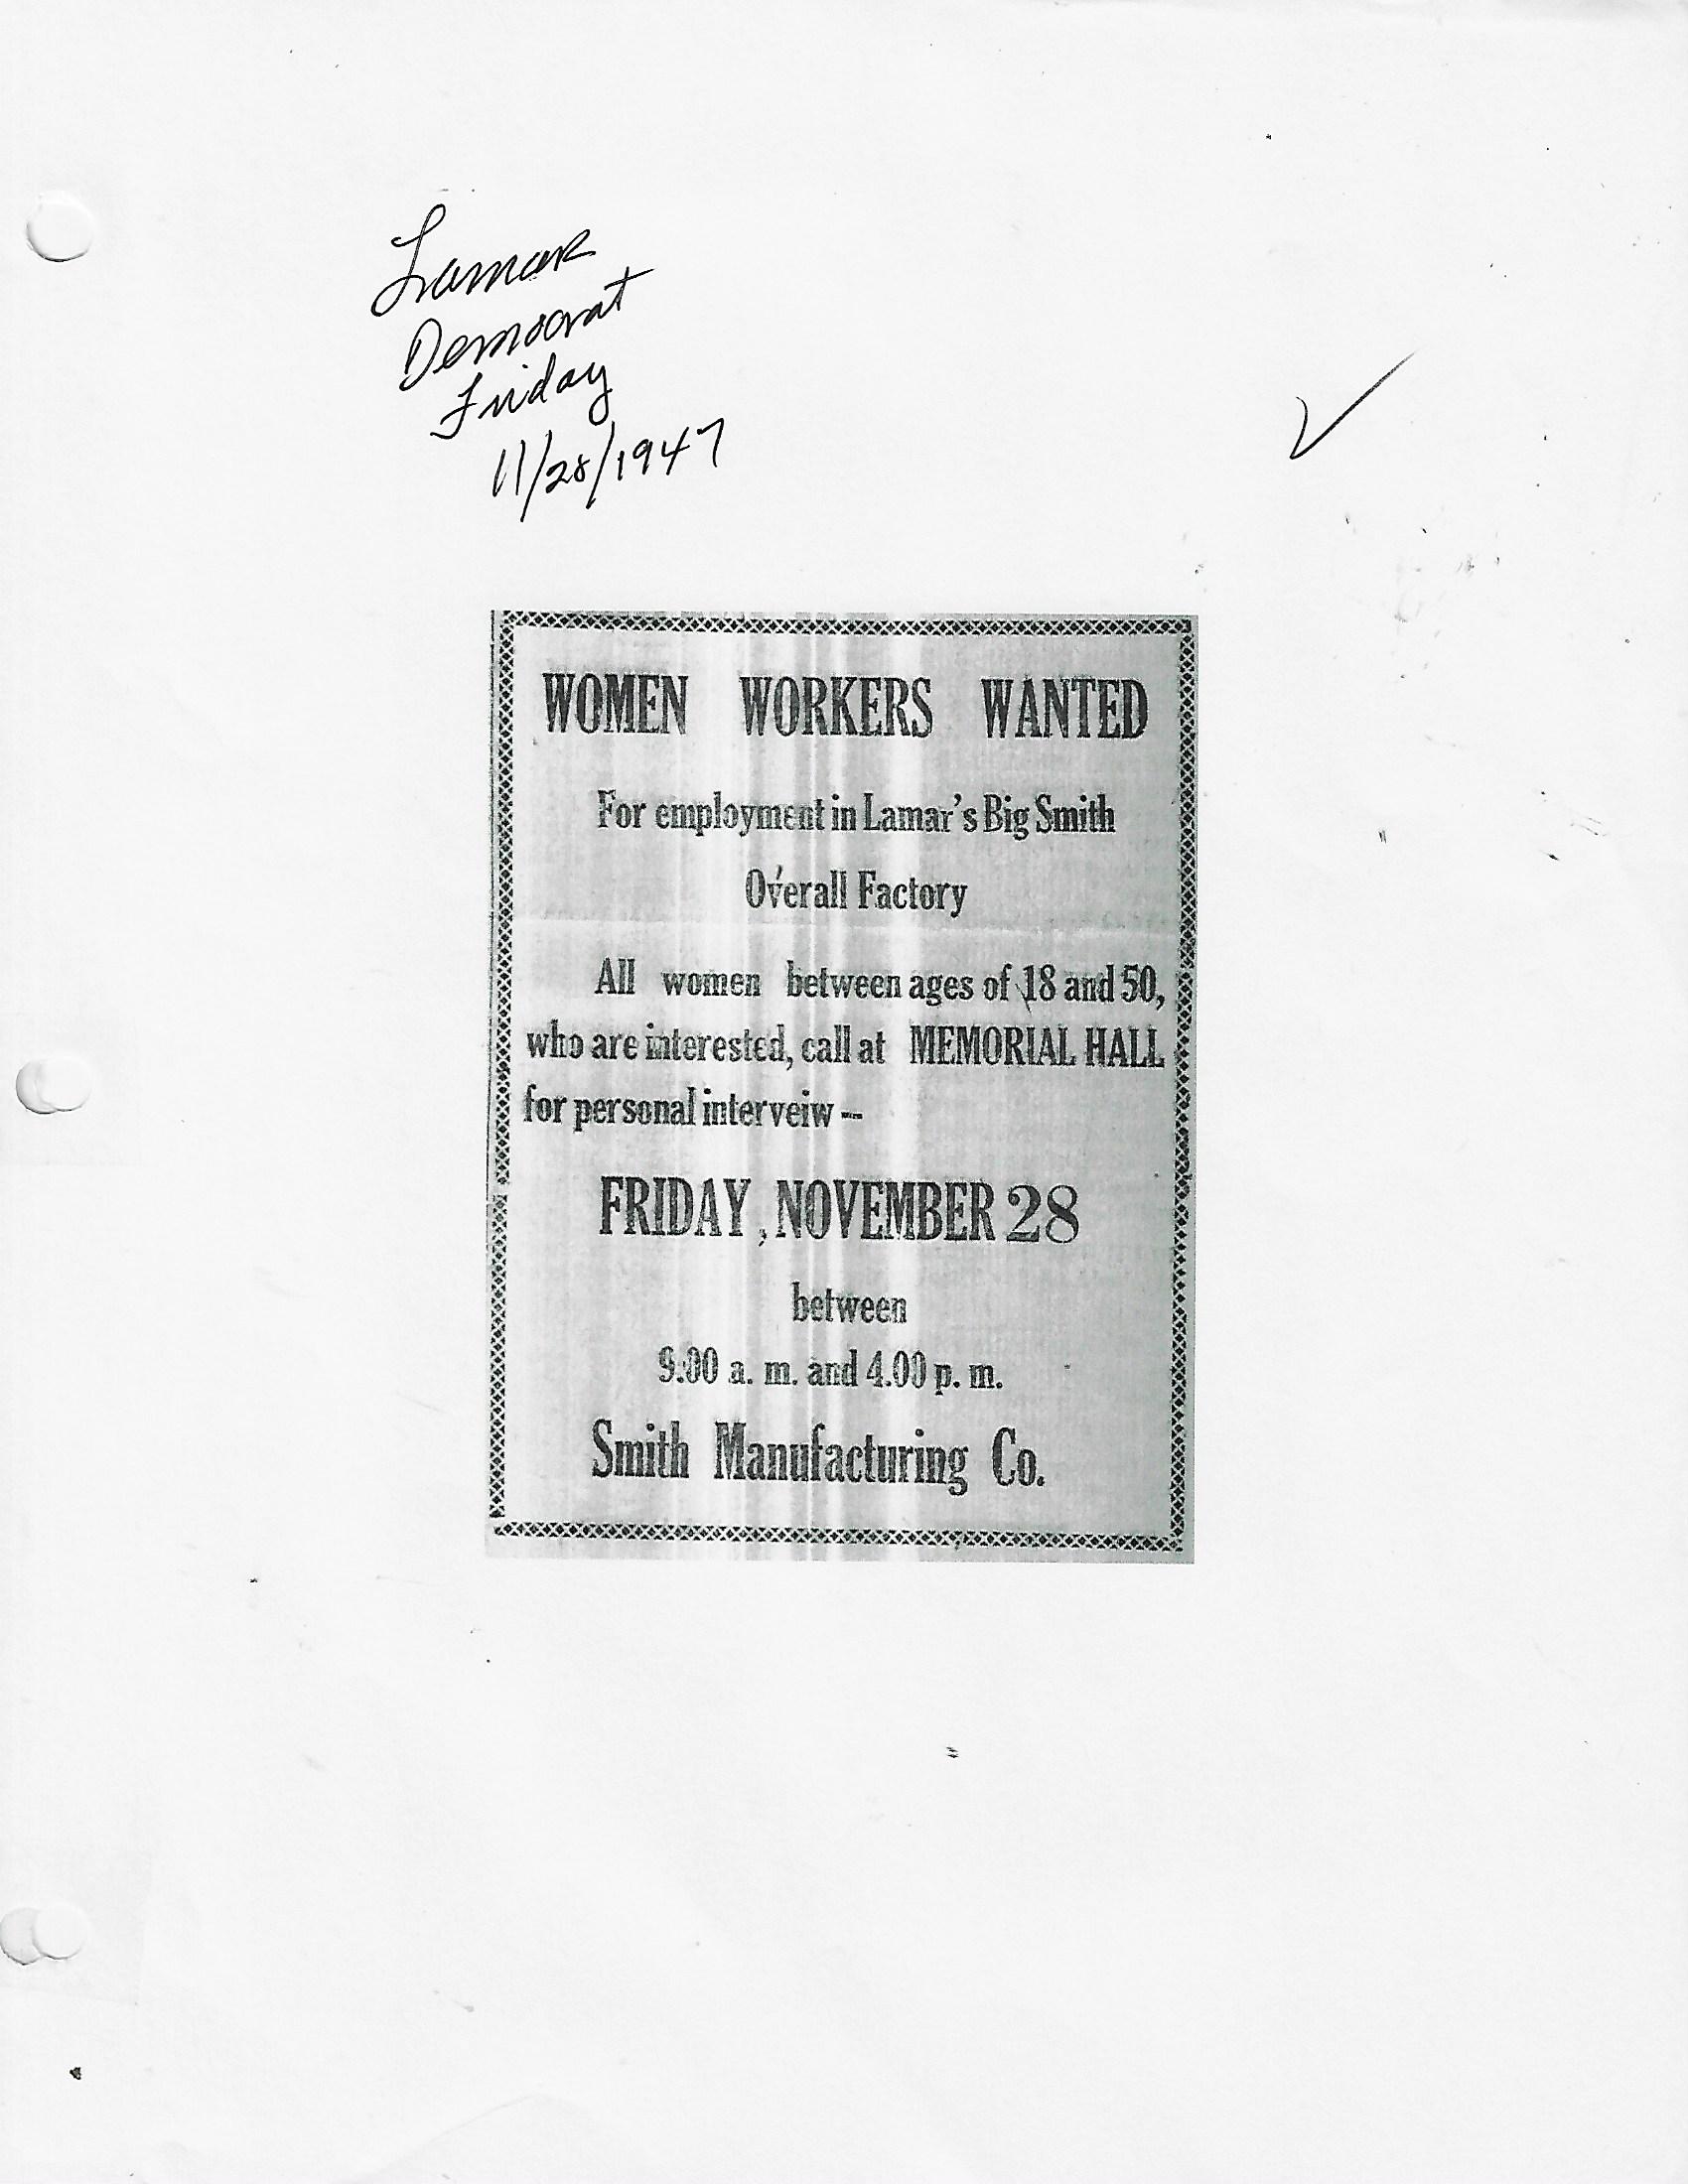 Lamar
Democrat
Friday
11/28/1947
WOMEN WORKERS WANTED
For employment in Lamar's Big Smith
Overall Factory
All women between ages of 18 and 50,
who are interested, call at MEMORIAL HALL
for personal interveiw --
FRIDAY, NOVEMBER 28
between
9:00 a. m. and 4.00 p. m.
Smith Manufacturing Co.